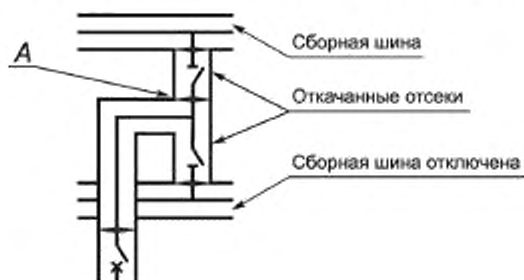 Сборная шина
А
Откачанные отсеки
Сборная шина отключена